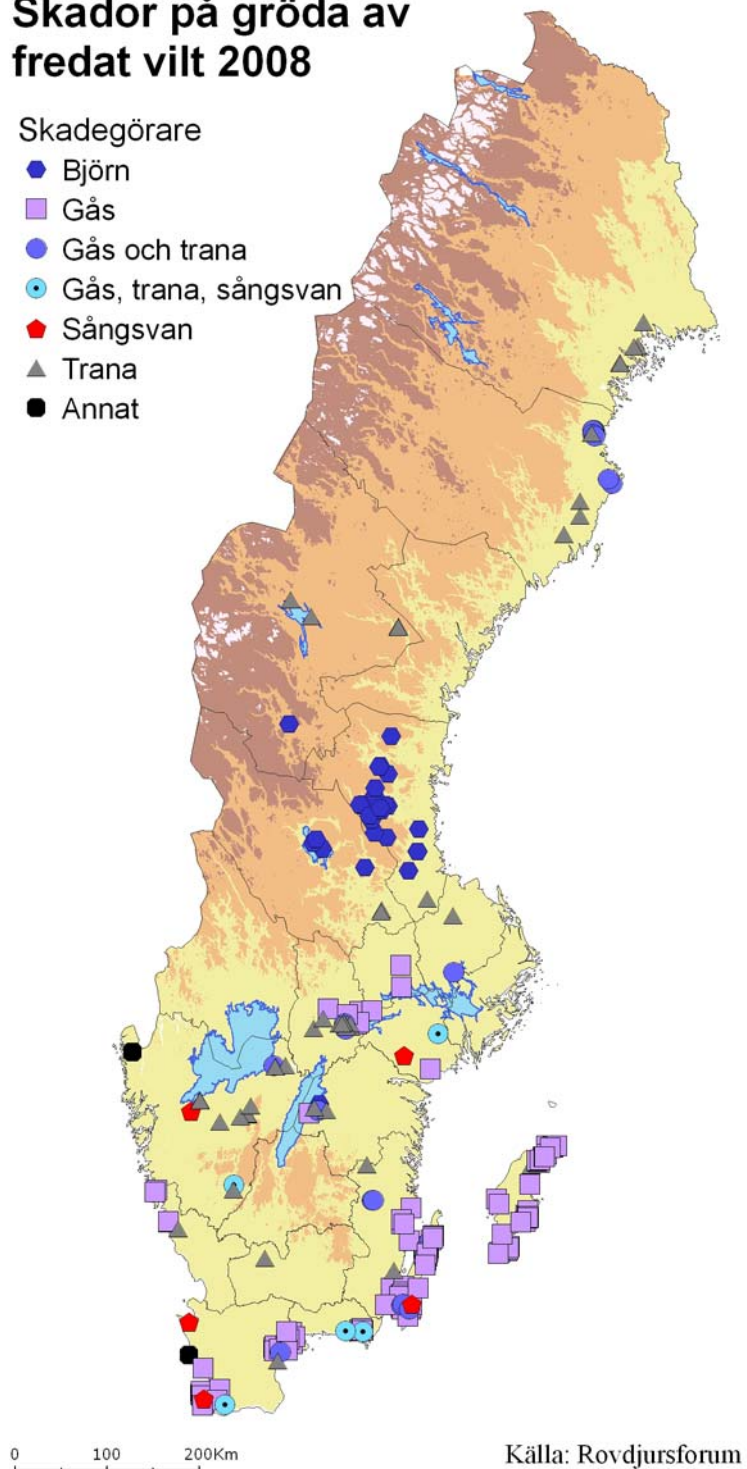 Skador på gröda av
fredat vilt 2008
Skadegörare
Björn
Gås
Gås och trana
Gås, trana, sångsvan
Sångsvan
Trana
Annat
0 100 200Km
Källa: Rovdjursforum